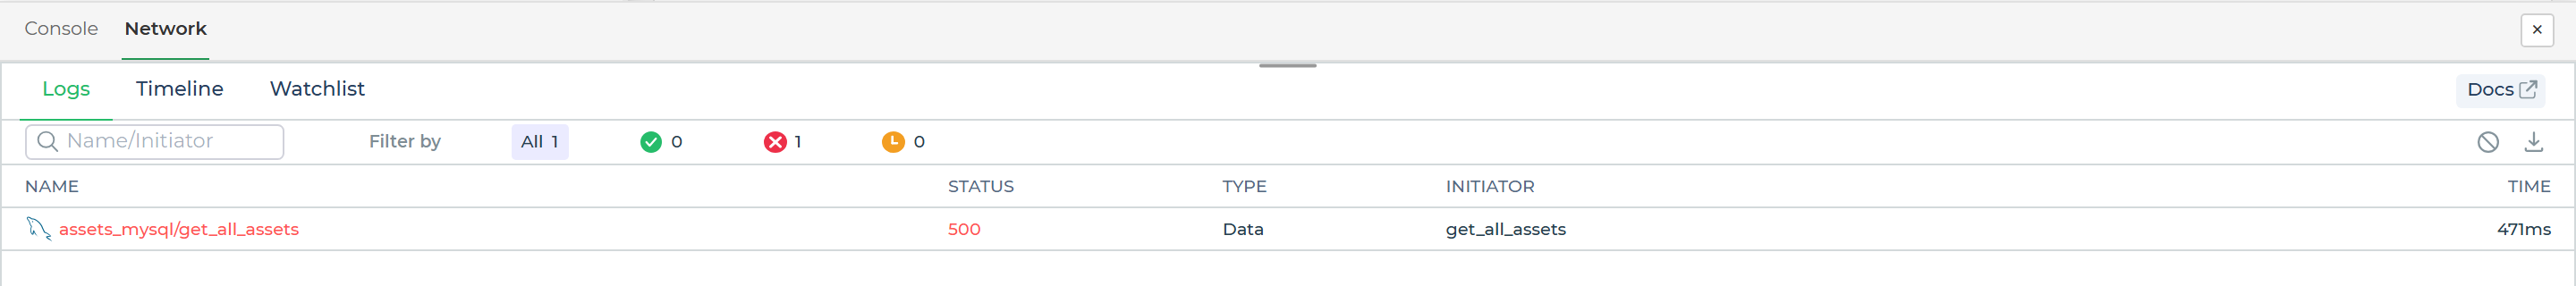 Console Network ×
Logs Timeline Watchlist Docs
Name/Initiator Filter by All 1 0 1 0
NAME STATUS TYPE INITIATOR TIME
assets_mysql/get_all_assets 500 Data get_all_assets 471ms